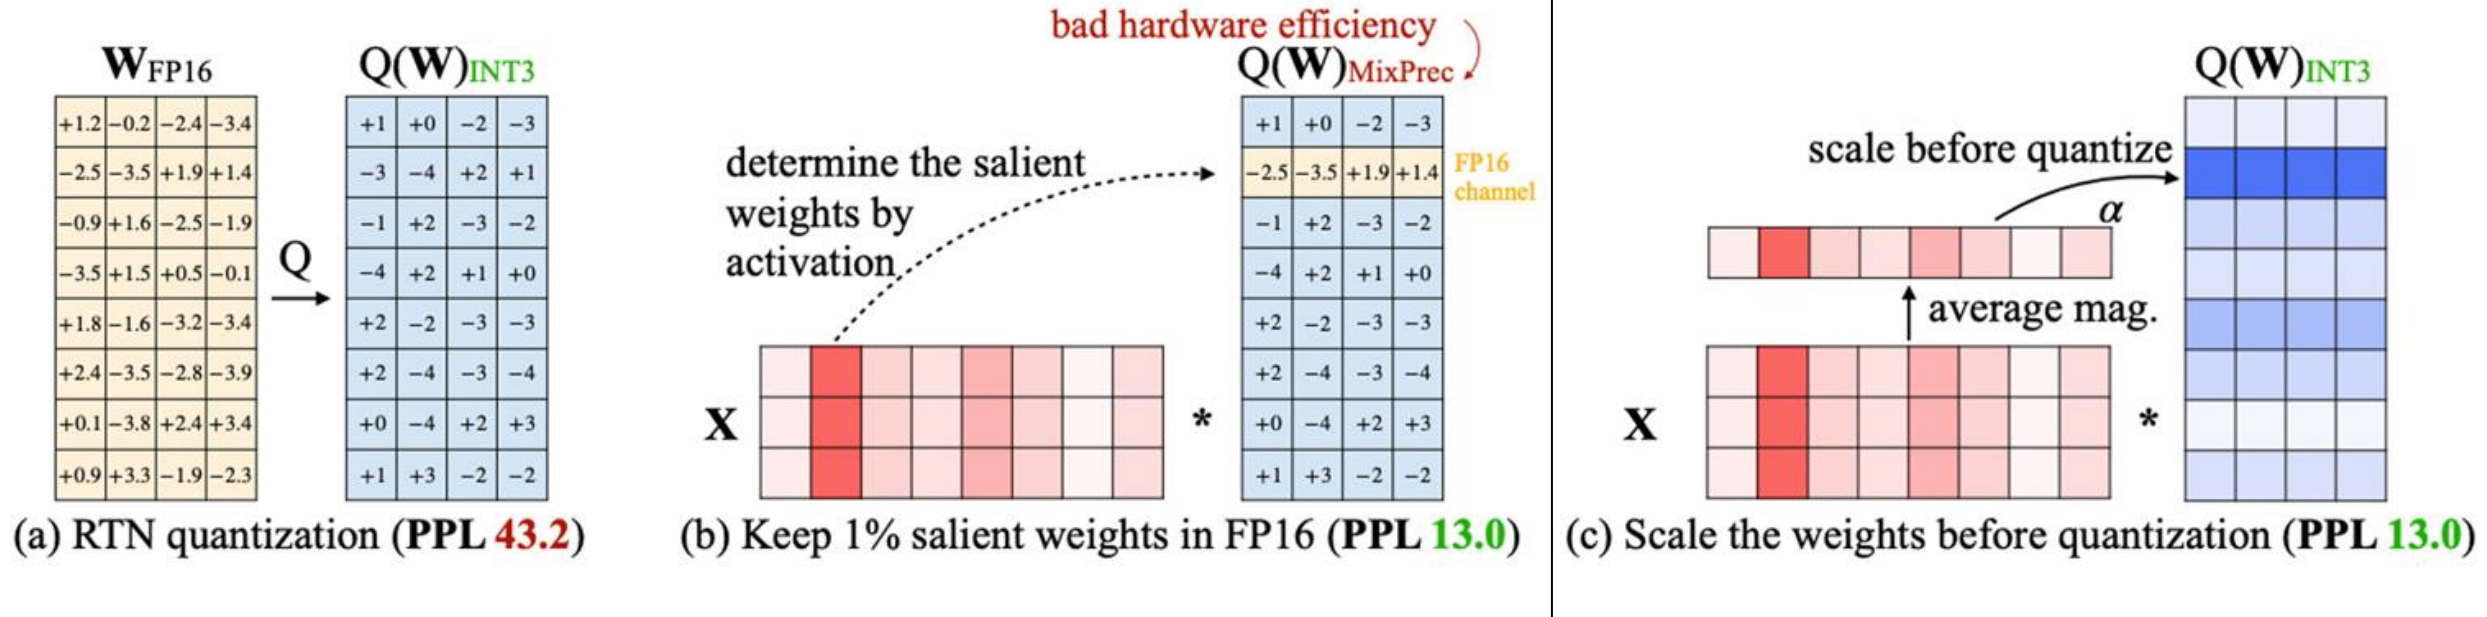 W_FP16
+1.2 −0.2 −2.4 −3.4
−2.5 −3.5 +1.9 +1.4
−0.9 +1.6 −2.5 −1.9
−3.5 +1.5 +0.5 −0.1
+1.8 −1.6 −3.2 −3.4
+2.4 −3.5 −2.8 −3.9
+0.1 −3.8 +2.4 +3.4
+0.9 +3.3 −1.9 −2.3
Q
Q(W)_INT3
+1 +0 −2 −3
−3 −4 +2 +1
−1 +2 −3 −2
−4 +2 +1 +0
+2 −2 −3 −3
+2 −4 −3 −4
+0 −4 +2 +3
+1 +3 −2 −2
(a) RTN quantization (PPL 43.2)
bad hardware efficiency
Q(W)_MixPrec
determine the salient
weights by
activation
X
*
+1 +0 −2 −3
−2.5 −3.5 +1.9 +1.4
−1 +2 −3 −2
−4 +2 +1 +0
+2 −2 −3 −3
+2 −4 −3 −4
+0 −4 +2 +3
+1 +3 −2 −2
FP16
channel
(b) Keep 1% salient weights in FP16 (PPL 13.0)
Q(W)_INT3
scale before quantize
α
average mag.
X
*
(c) Scale the weights before quantization (PPL 13.0)